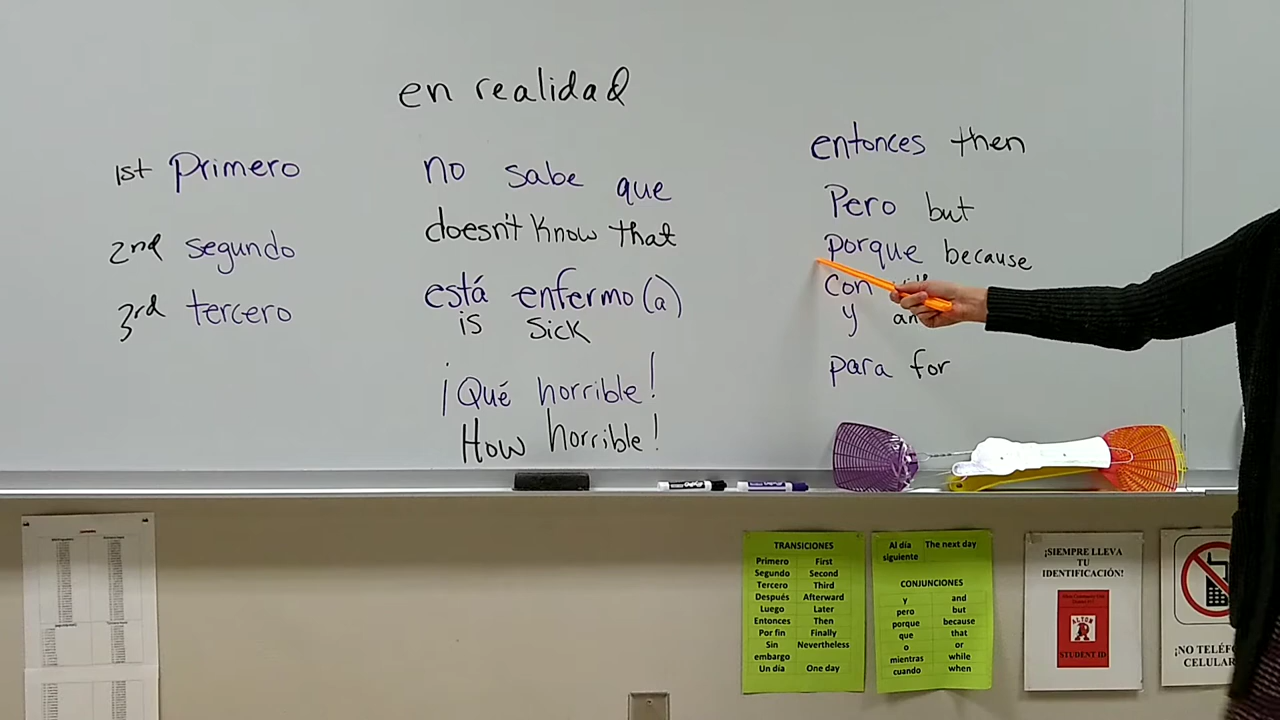 en realidad
1st Primero
2nd segundo
3rd tercero
no sabe que
doesn't know that
está enfermo (a)
is sick
¡Qué horrible!
How horrible!
entonces then
Pero but
porque because
con
y
para for
TRANSICIONES
Primero First
Segundo Second
Tercero Third
Después Afterward
Luego Later
Entonces Then
Por fin Finally
Sin embargo Nevertheless
Un día One day
Al día siguiente The next day
CONJUNCIONES
y and
pero but
porque because
que that
o or
mientras while
cuando when
¡SIEMPRE LLEVA
TU
IDENTIFICACIÓN!
ALTON
STUDENT ID
¡NO